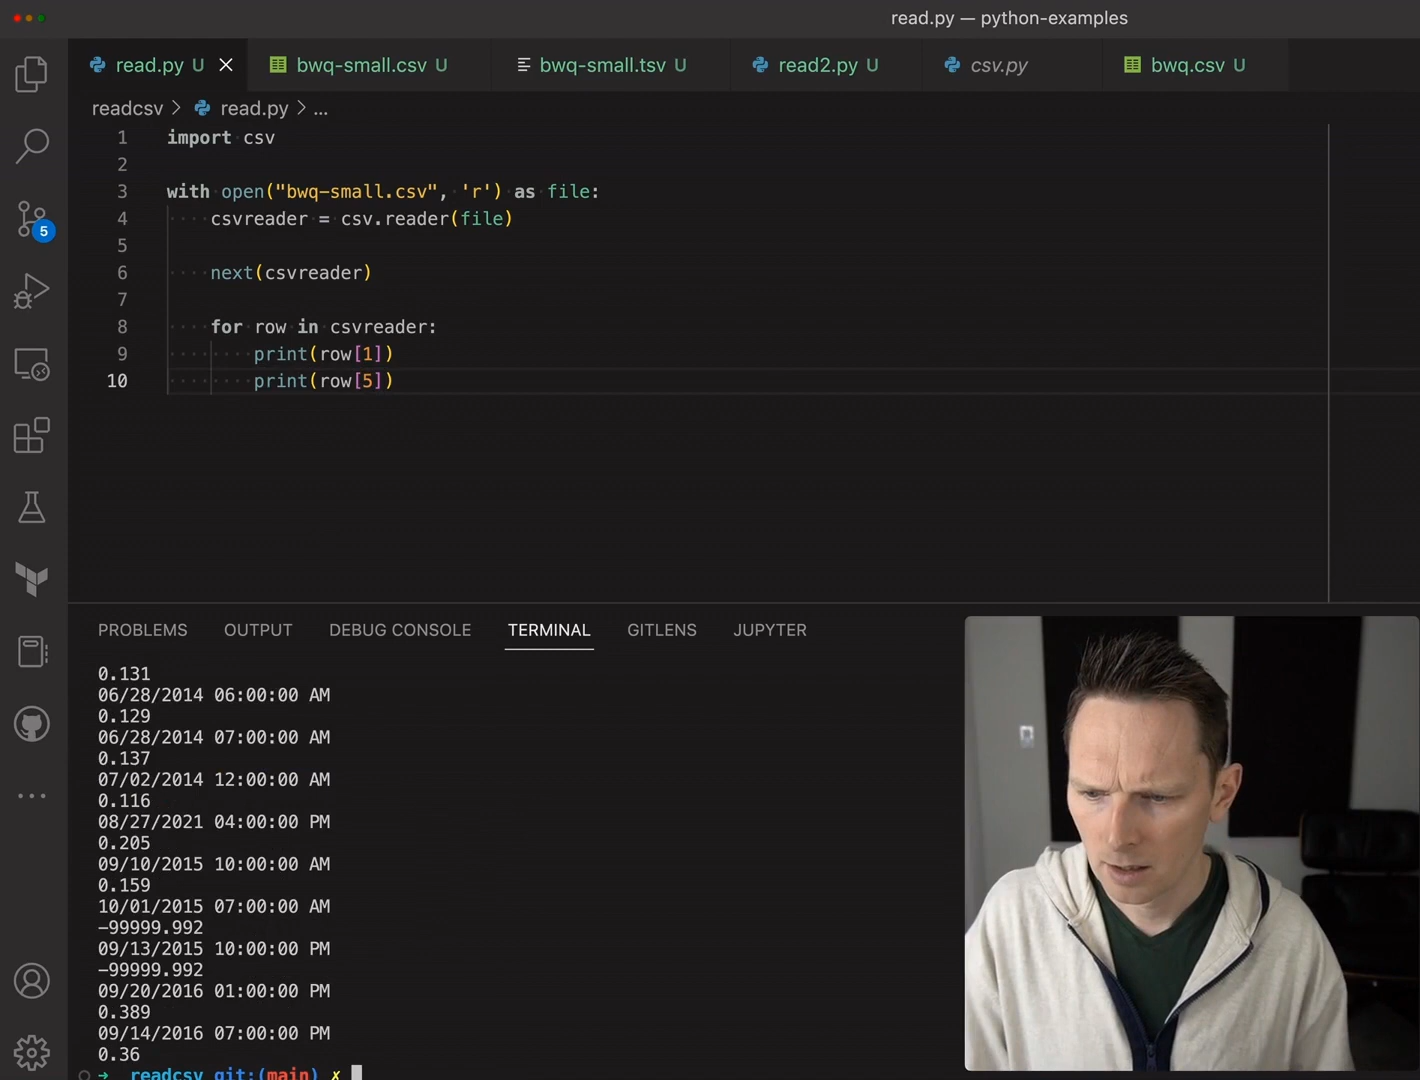 read.py — python-examples
read.py U bwq-small.csv U bwq-small.tsv U read2.py U csv.py bwq.csv U
readcsv > read.py > ...
1 import csv
2
3 with open("bwq-small.csv", 'r') as file:
4 csvreader = csv.reader(file)
5
6 next(csvreader)
7
8 for row in csvreader:
9 print(row[1])
10 print(row[5])
5
PROBLEMS OUTPUT DEBUG CONSOLE TERMINAL GITLENS JUPYTER
0.131
06/28/2014 06:00:00 AM
0.129
06/28/2014 07:00:00 AM
0.137
07/02/2014 12:00:00 AM
0.116
08/27/2021 04:00:00 PM
0.205
09/10/2015 10:00:00 AM
0.159
10/01/2015 07:00:00 AM
-99999.992
09/13/2015 10:00:00 PM
-99999.992
09/20/2016 01:00:00 PM
0.389
09/14/2016 07:00:00 PM
0.36
→ readcsv git:(main) ✗